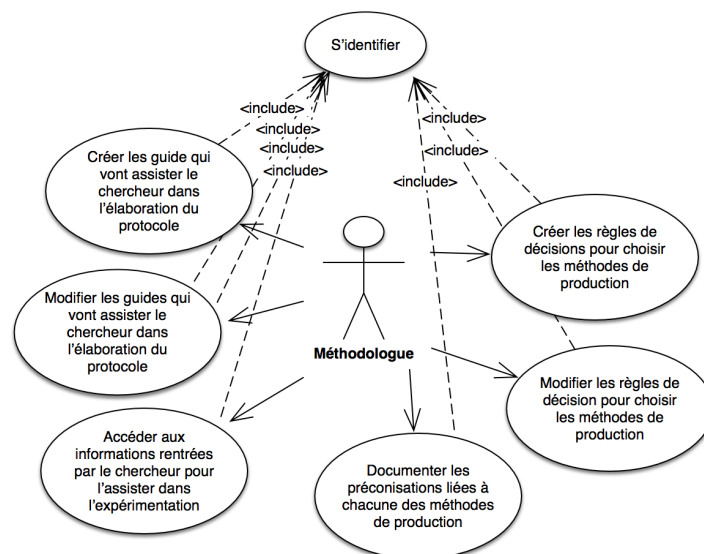 S'identifier
<include>
<include>
<include>
<include>
<include>
<include>
<include>
Créer les guide qui
vont assister le
chercheur dans
l'élaboration du
protocole
Créer les règles de
décisions pour choisir
les méthodes de
production
Modifier les guides qui
vont assister le
chercheur dans
l'élaboration du
protocole
Méthodologue
Modifier les règles de
décision pour choisir
les méthodes de
production
Accéder aux
informations rentrées
par le chercheur pour
l'assister dans
l'expérimentation
Documenter les
préconisations liées à
chacune des méthodes
de production